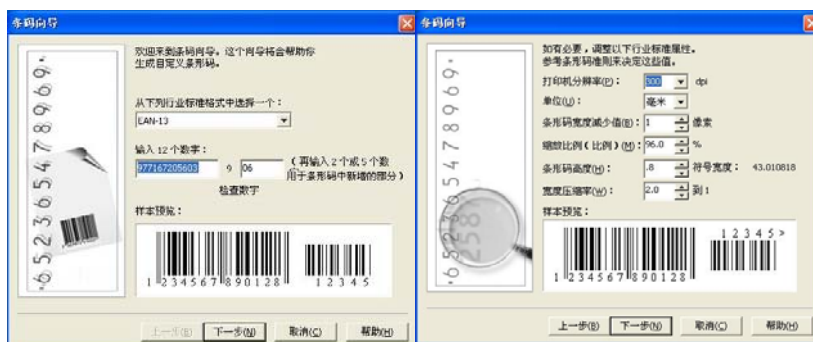 条码向导
欢迎来到条码向导。这个向导将会帮助你
生成自定义条形码。
从下列行业标准格式中选择一个：
EAN-13
输入 12 个数字：
977167205603 9 06 （再输入 2 个或 5 个数
用于条形码中新增的部分）
检查数字
样本预览：
1 234567 890128 12345
上一步(B) 下一步(N) 取消(C) 帮助(H)
-6523365478969-
条码向导
如有必要，调整以下行业标准属性。
参考条形码准则来决定这些值。
打印机分辨率(P)： 300 dpi
单位(U)： 毫米
条形码宽度减少值(B)： 1 像素
缩放比例（比例）(M)： 96.0 %
条形码高度(H)： .8 符号宽度： 43.010818
宽度压缩率(W)： 2.0 到1
样本预览：
12345>
1 234567 890128
上一步(B) 下一步(N) 取消(C) 帮助(H)